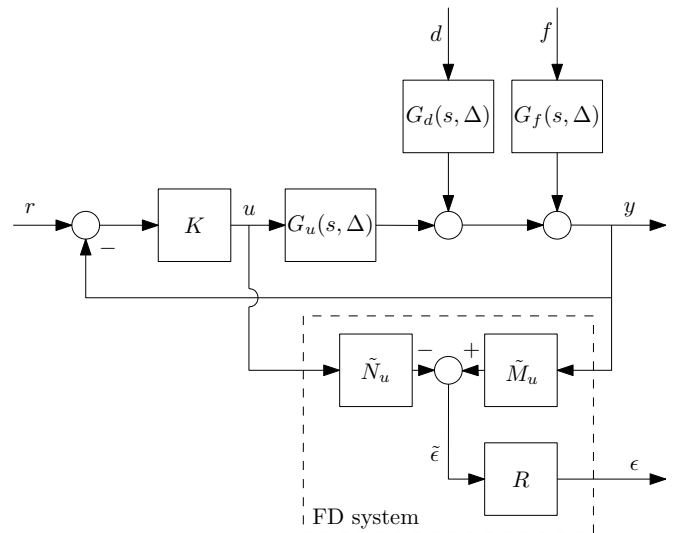 d
f
G_d(s, Δ)
G_f(s, Δ)
r
−
K
u
G_u(s, Δ)
y
Ñ_u
−
+
M̃_u
ϵ̃
R
ϵ
FD system